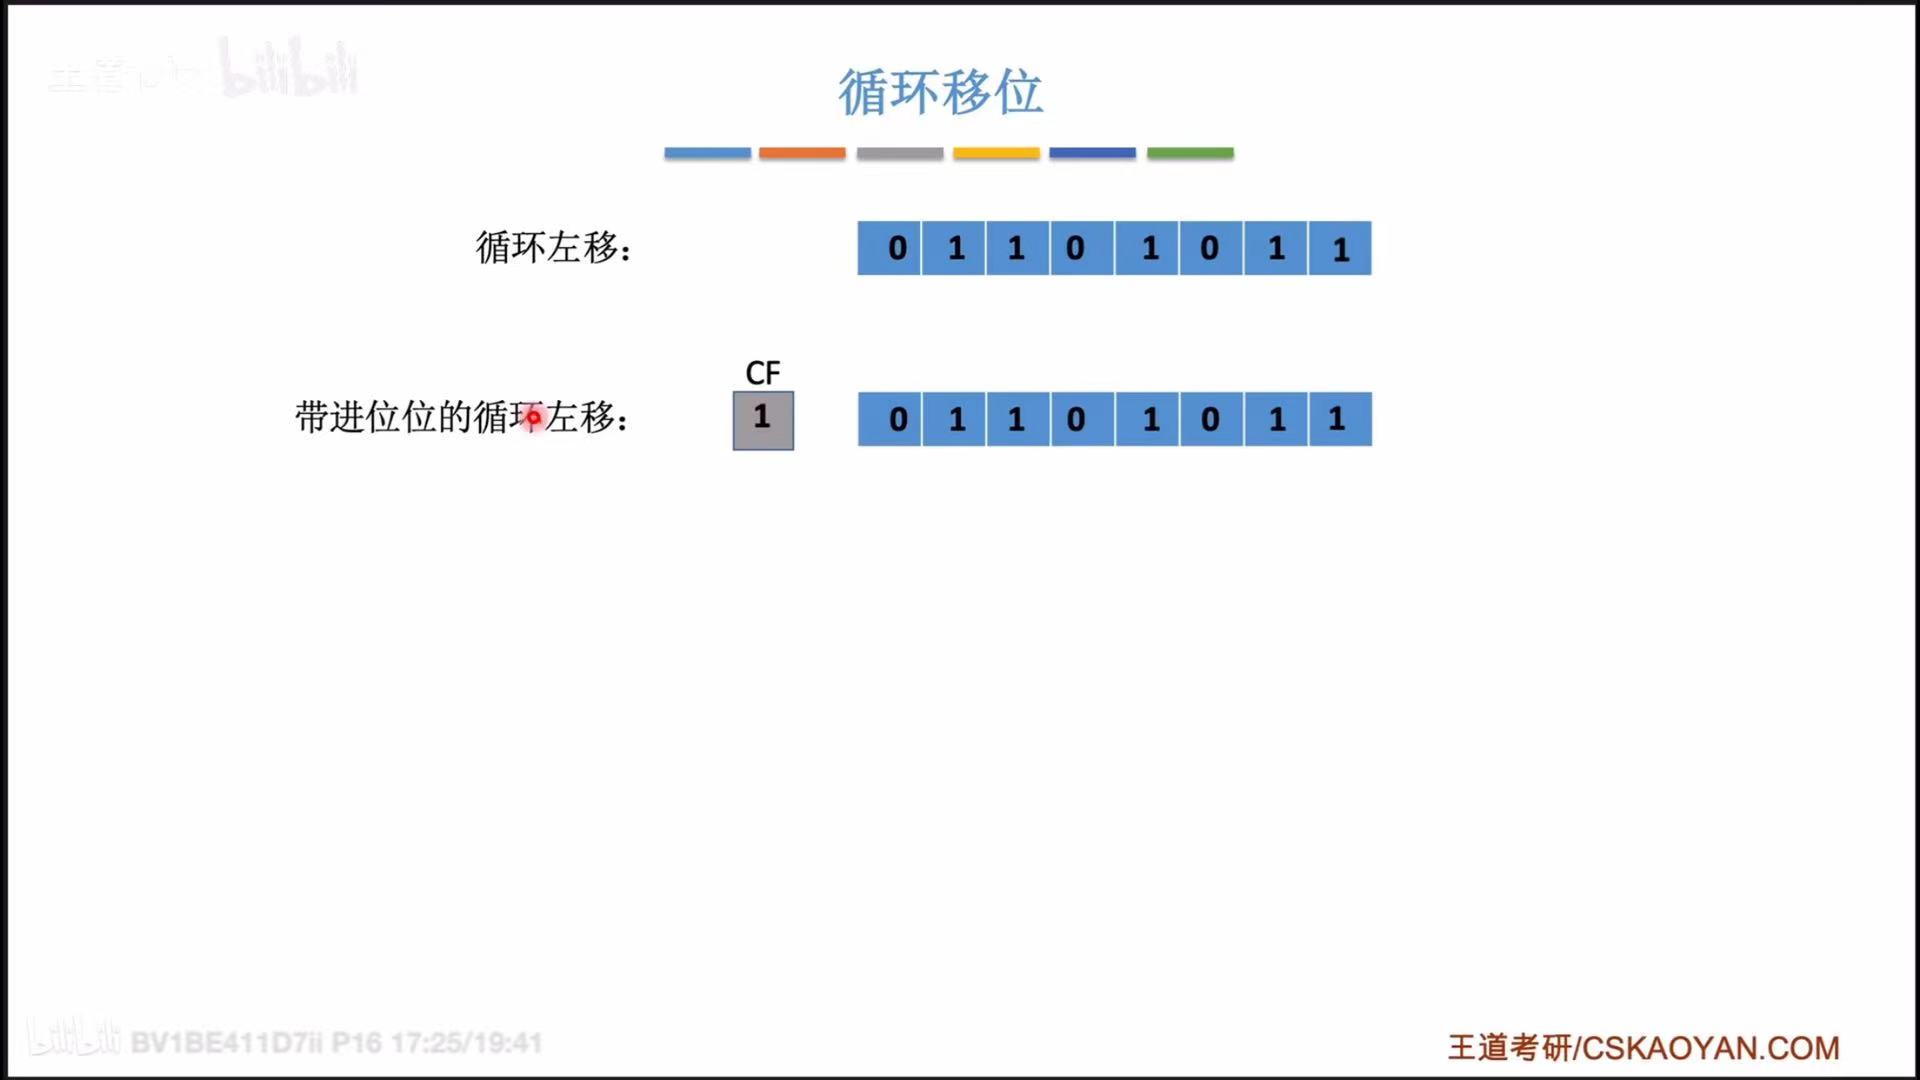 bilibili
循环移位
循环左移： 0 1 1 0 1 0 1 1
CF
带进位位的循环左移： 1 0 1 1 0 1 0 1 1
bilibili BV1BE411D7ii P16 17:25/19:41
王道考研/CSKAOYAN.COM